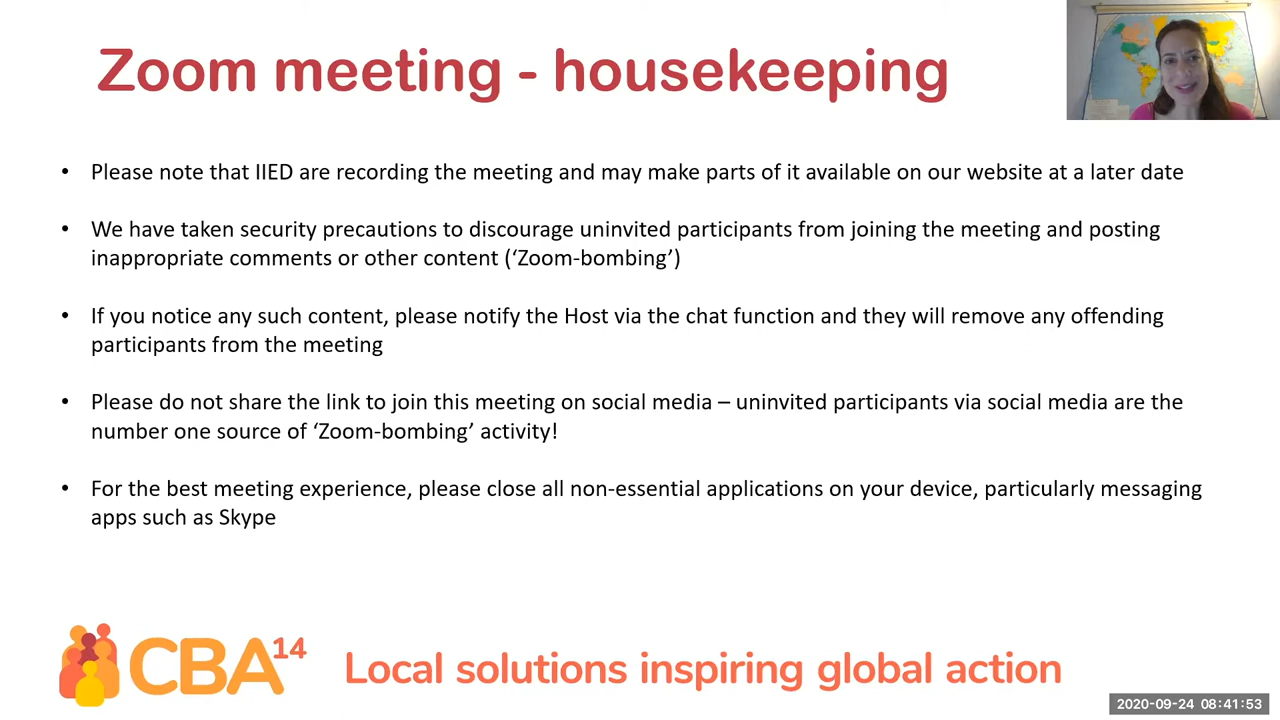 Zoom meeting - housekeeping
• Please note that IIED are recording the meeting and may make parts of it available on our website at a later date
• We have taken security precautions to discourage uninvited participants from joining the meeting and posting
inappropriate comments or other content (‘Zoom-bombing’)
• If you notice any such content, please notify the Host via the chat function and they will remove any offending
participants from the meeting
• Please do not share the link to join this meeting on social media – uninvited participants via social media are the
number one source of ‘Zoom-bombing’ activity!
• For the best meeting experience, please close all non-essential applications on your device, particularly messaging
apps such as Skype
CBA14
Local solutions inspiring global action
2020-09-24 08:41:53